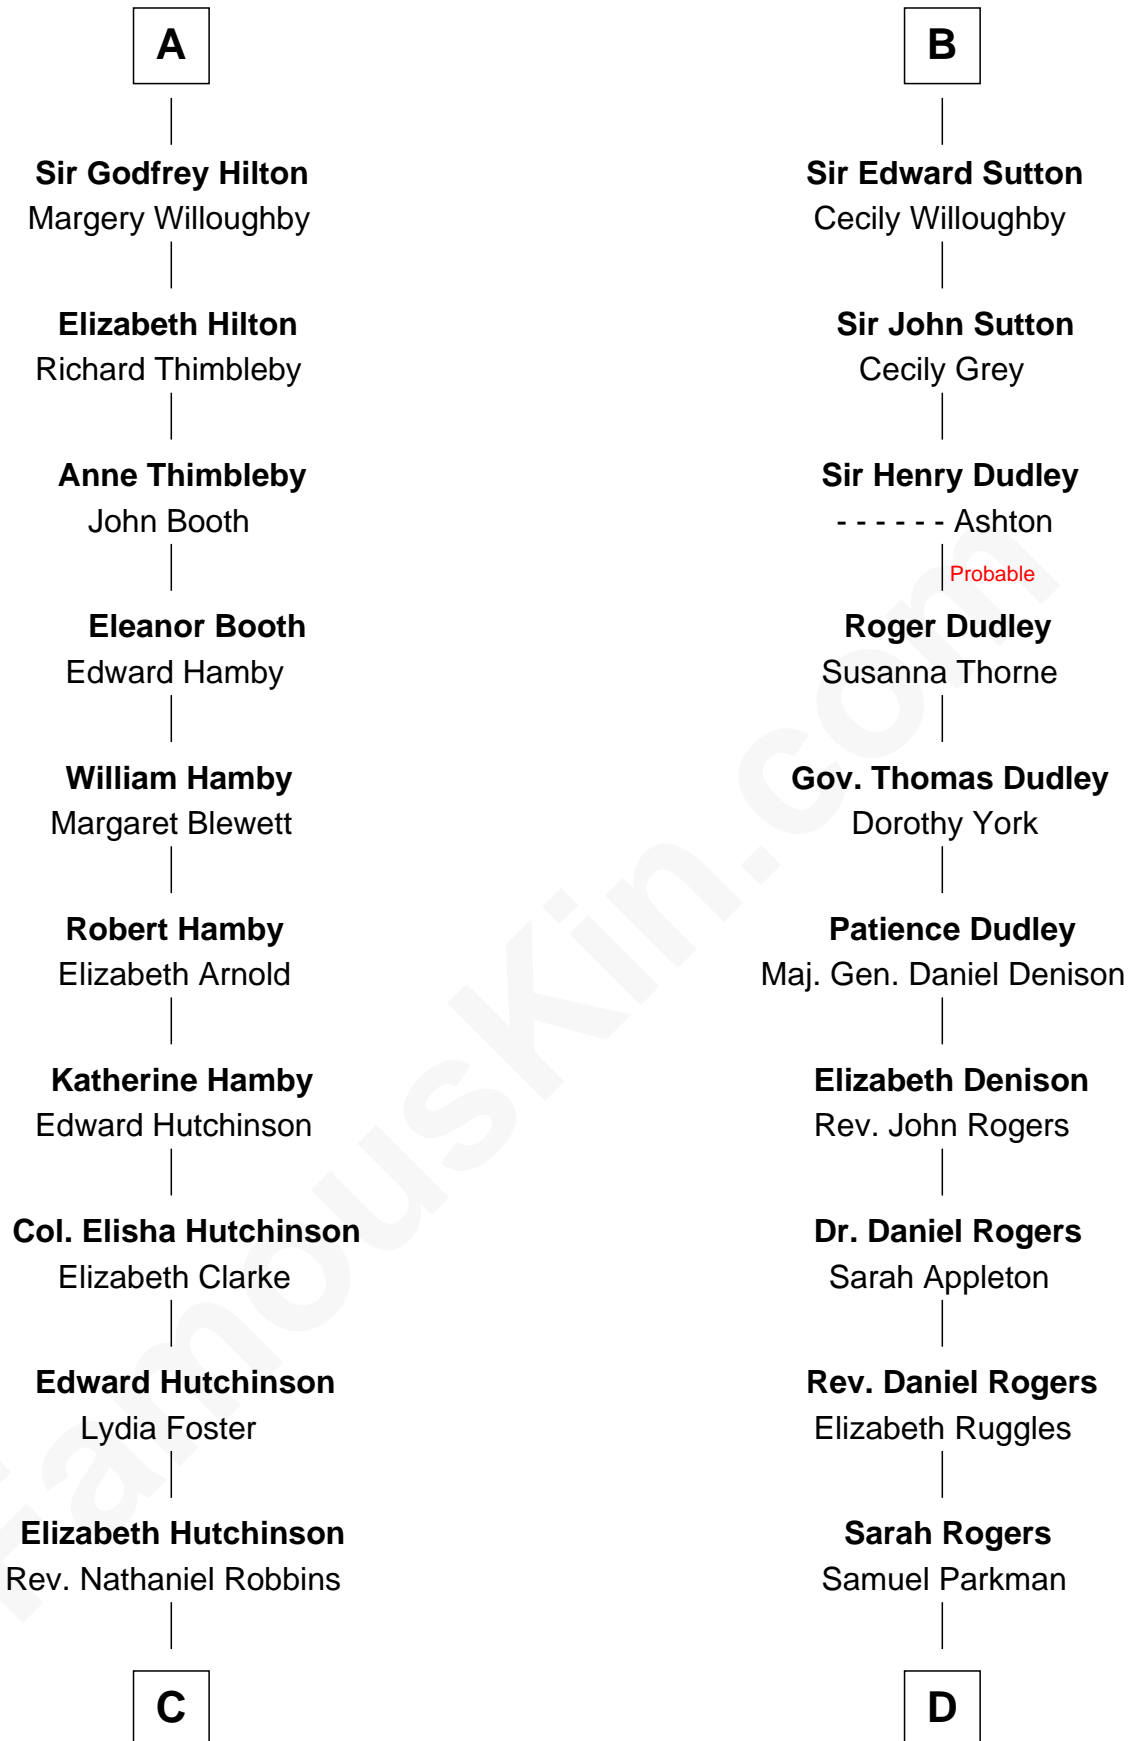 A
Sir Godfrey Hilton
Margery Willoughby
Elizabeth Hilton
Richard Thimbleby
Anne Thimbleby
John Booth
Eleanor Booth
Edward Hamby
William Hamby
Margaret Blewett
Robert Hamby
Elizabeth Arnold
Katherine Hamby
Edward Hutchinson
Col. Elisha Hutchinson
Elizabeth Clarke
Edward Hutchinson
Lydia Foster
Elizabeth Hutchinson
Rev. Nathaniel Robbins
C
B
Sir Edward Sutton
Cecily Willoughby
Sir John Sutton
Cecily Grey
Sir Henry Dudley
- - - - - - Ashton
Probable
Roger Dudley
Susanna Thorne
Gov. Thomas Dudley
Dorothy York
Patience Dudley
Maj. Gen. Daniel Denison
Elizabeth Denison
Rev. John Rogers
Dr. Daniel Rogers
Sarah Appleton
Rev. Daniel Rogers
Elizabeth Ruggles
Sarah Rogers
Samuel Parkman
D
FamousKin.com